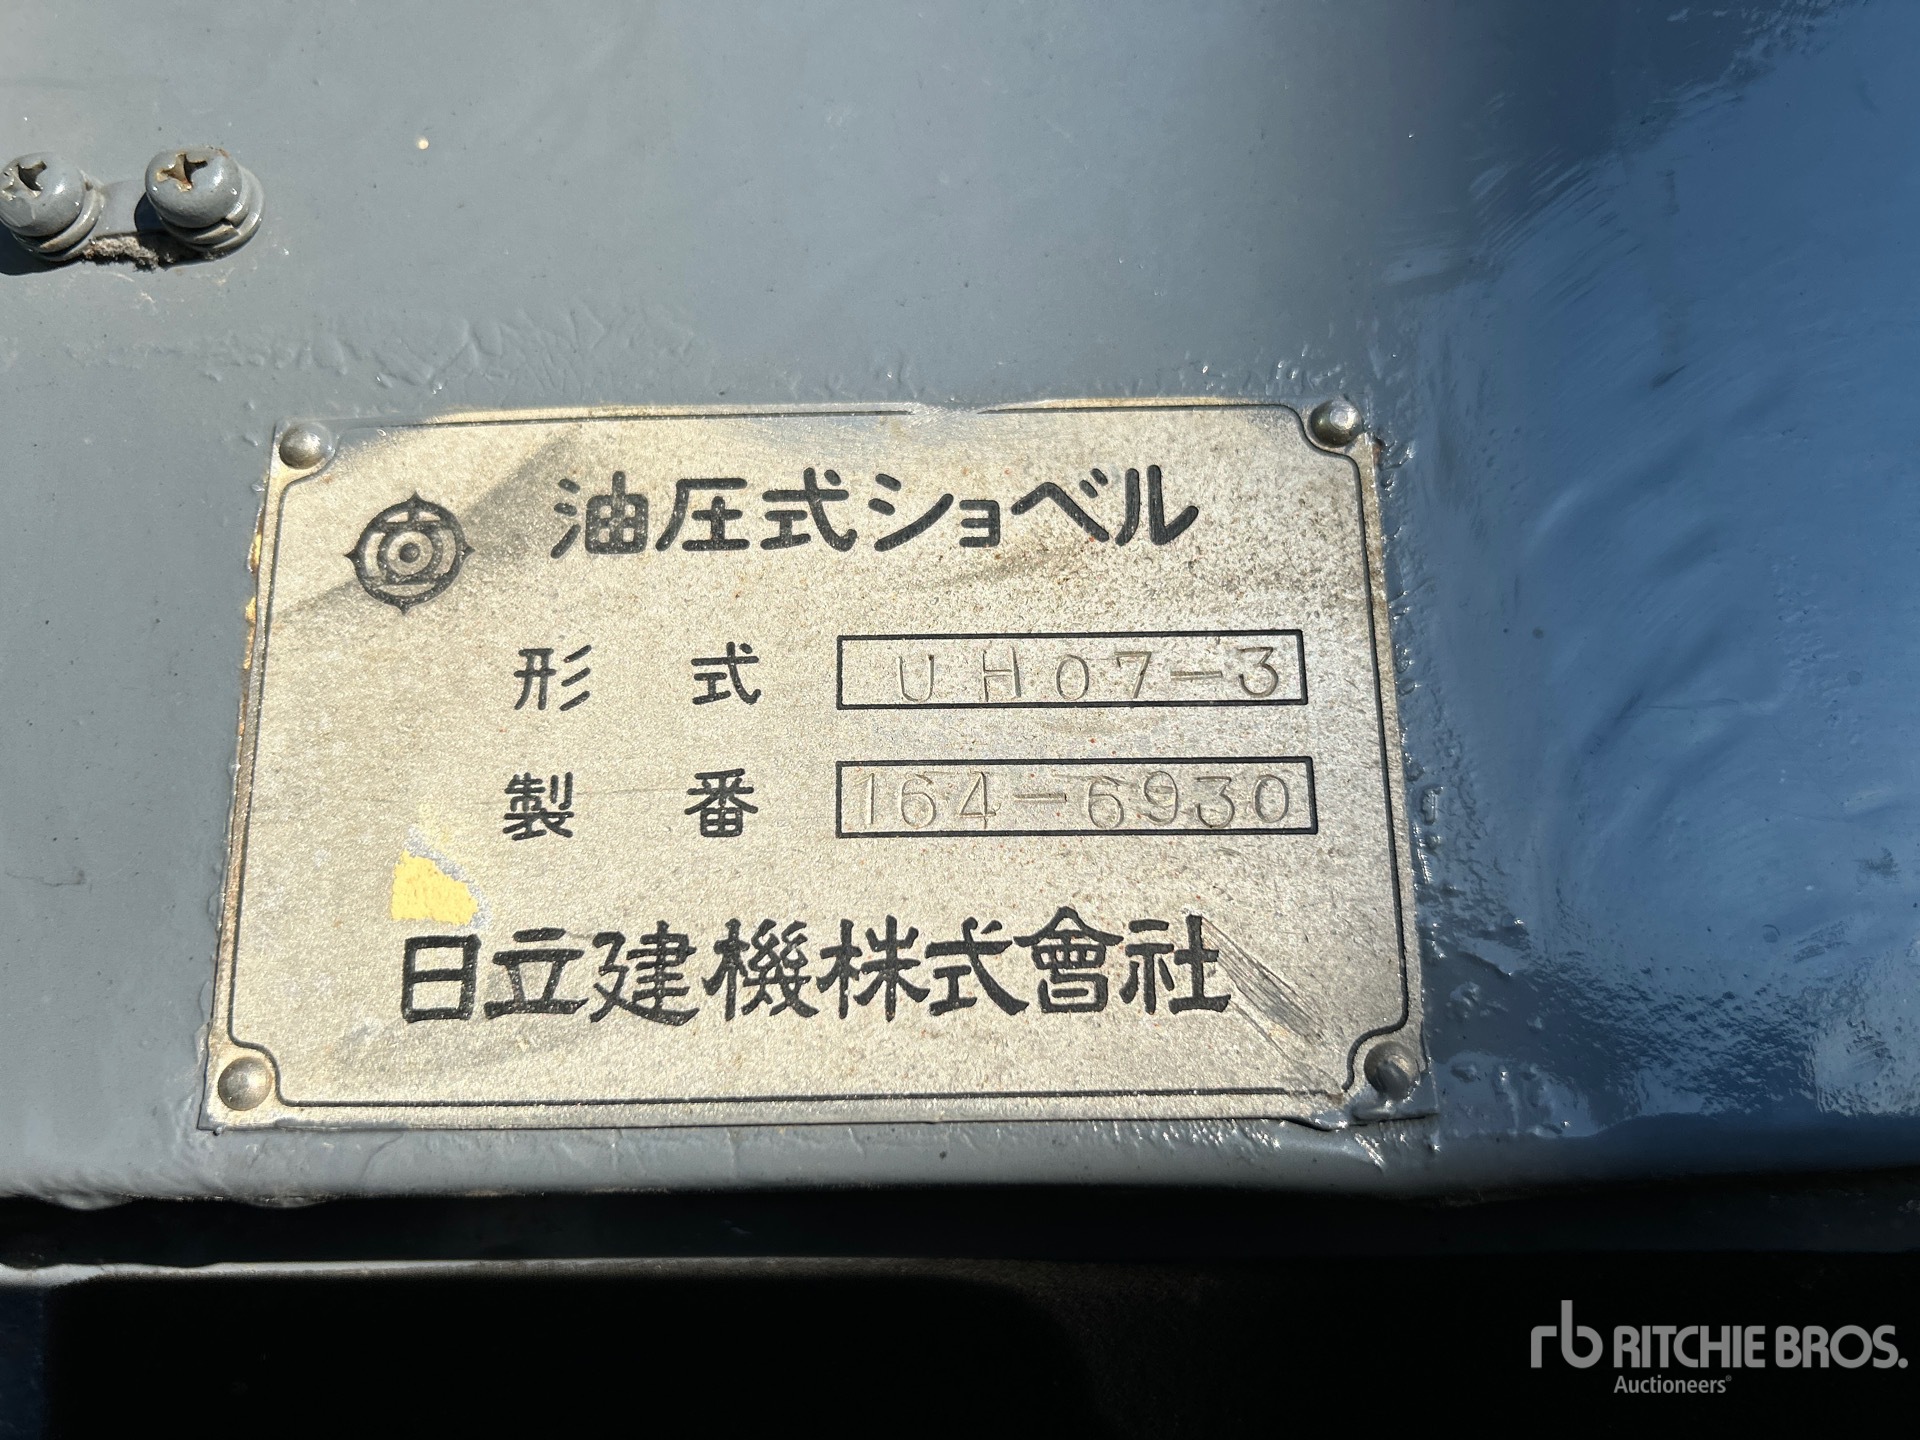 油圧式ショベル
形式 UH07-3
製番 164-6930
日立建機株式會社
rb RITCHIE BROS.
Auctioneers